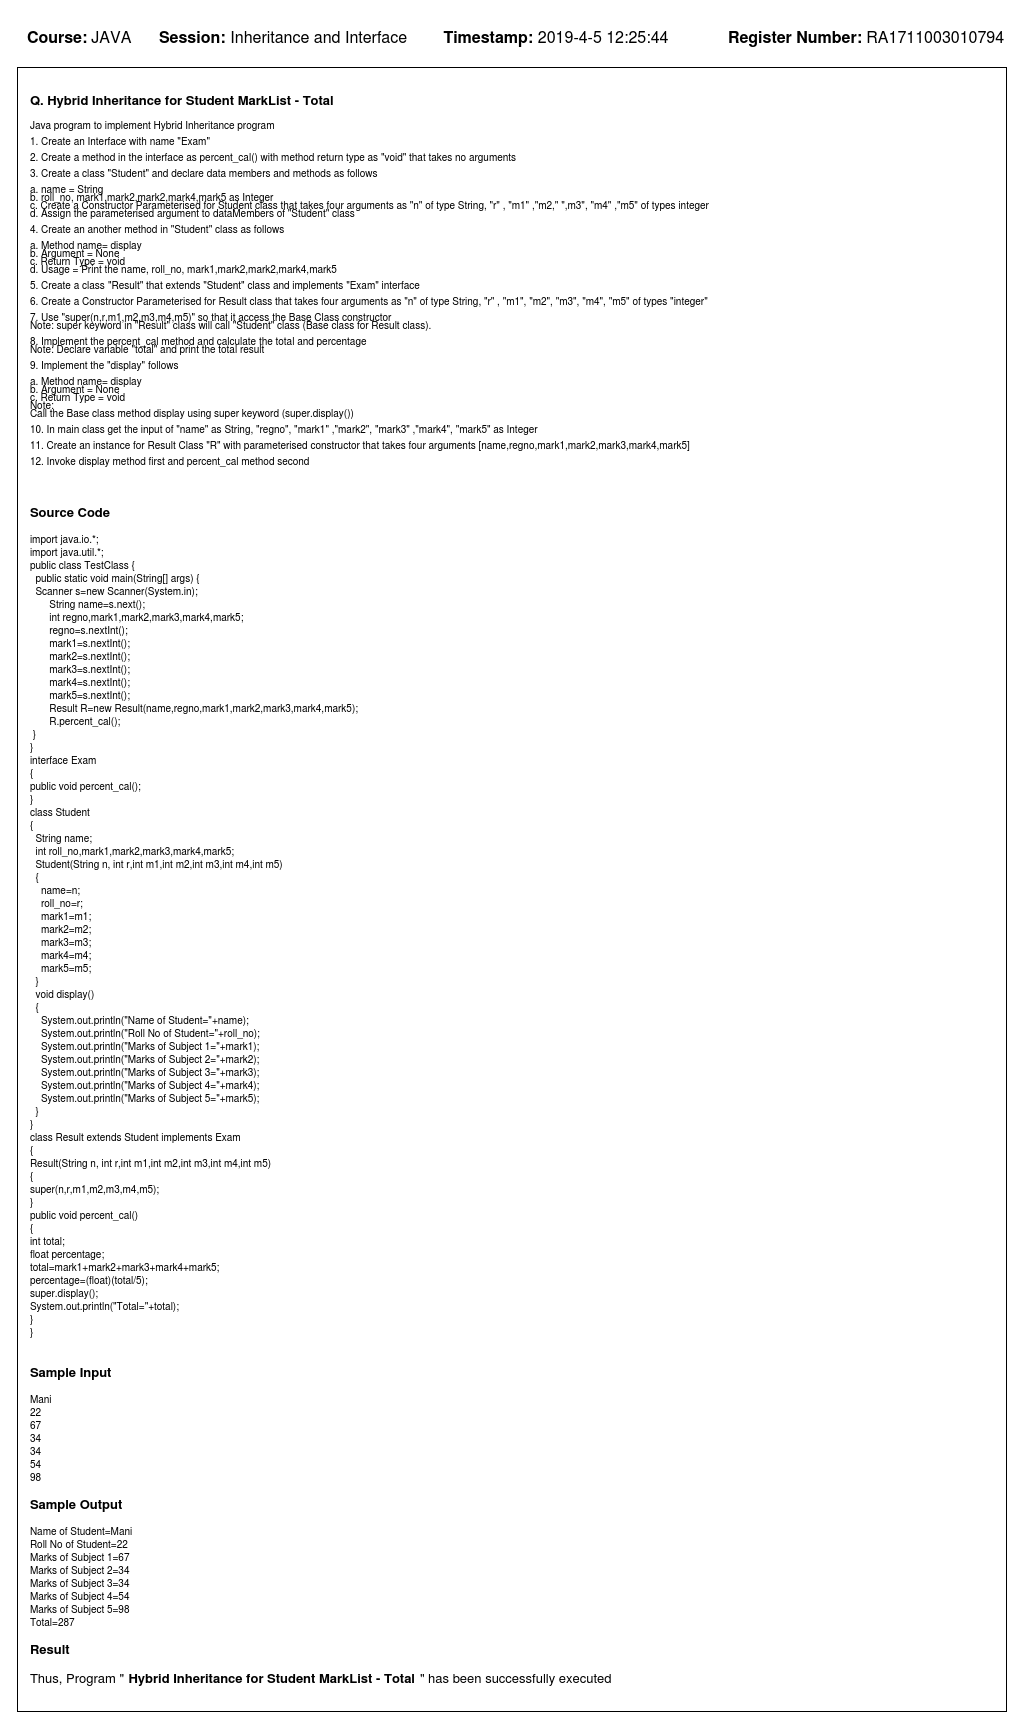 Course: JAVA Session: Inheritance and Interface Timestamp: 2019-4-5 12:25:44 Register Number: RA1711003010794
Q. Hybrid Inheritance for Student MarkList - Total
Java program to implement Hybrid Inheritance program
1. Create an Interface with name "Exam"
2. Create a method in the interface as percent_cal() with method return type as "void" that takes no arguments
3. Create a class "Student" and declare data members and methods as follows
a. name = String
b. roll_no, mark1,mark2,mark2,mark4,mark5 as Integer
c. Create a Constructor Parameterised for Student class that takes four arguments as "n" of type String, "r" , "m1" ,"m2," ",m3", "m4" ,"m5" of types integer
d. Assign the parameterised argument to dataMembers of "Student" class
4. Create an another method in "Student" class as follows
a. Method name= display
b. Argument = None
c. Return Type = void
d. Usage = Print the name, roll_no, mark1,mark2,mark2,mark4,mark5
5. Create a class "Result" that extends "Student" class and implements "Exam" interface
6. Create a Constructor Parameterised for Result class that takes four arguments as "n" of type String, "r" , "m1", "m2", "m3", "m4", "m5" of types "integer"
7. Use "super(n,r,m1,m2,m3,m4,m5)" so that it access the Base Class constructor
Note: super keyword in "Result" class will call "Student" class (Base class for Result class).
8. Implement the percent_cal method and calculate the total and percentage
Note: Declare variable "total" and print the total result
9. Implement the "display" follows
a. Method name= display
b. Argument = None
c. Return Type = void
Note:
Call the Base class method display using super keyword (super.display())
10. In main class get the input of "name" as String, "regno", "mark1" ,"mark2", "mark3" ,"mark4", "mark5" as Integer
11. Create an instance for Result Class "R" with parameterised constructor that takes four arguments [name,regno,mark1,mark2,mark3,mark4,mark5]
12. Invoke display method first and percent_cal method second
Source Code
import java.io.*;
import java.util.*;
public class TestClass {
public static void main(String[] args) {
Scanner s=new Scanner(System.in);
String name=s.next();
int regno,mark1,mark2,mark3,mark4,mark5;
regno=s.nextInt();
mark1=s.nextInt();
mark2=s.nextInt();
mark3=s.nextInt();
mark4=s.nextInt();
mark5=s.nextInt();
Result R=new Result(name,regno,mark1,mark2,mark3,mark4,mark5);
R.percent_cal();
}
}
interface Exam
{
public void percent_cal();
}
class Student
{
String name;
int roll_no,mark1,mark2,mark3,mark4,mark5;
Student(String n, int r,int m1,int m2,int m3,int m4,int m5)
{
name=n;
roll_no=r;
mark1=m1;
mark2=m2;
mark3=m3;
mark4=m4;
mark5=m5;
}
void display()
{
System.out.println("Name of Student="+name);
System.out.println("Roll No of Student="+roll_no);
System.out.println("Marks of Subject 1="+mark1);
System.out.println("Marks of Subject 2="+mark2);
System.out.println("Marks of Subject 3="+mark3);
System.out.println("Marks of Subject 4="+mark4);
System.out.println("Marks of Subject 5="+mark5);
}
}
class Result extends Student implements Exam
{
Result(String n, int r,int m1,int m2,int m3,int m4,int m5)
{
super(n,r,m1,m2,m3,m4,m5);
}
public void percent_cal()
{
int total;
float percentage;
total=mark1+mark2+mark3+mark4+mark5;
percentage=(float)(total/5);
super.display();
System.out.println("Total="+total);
}
}
Sample Input
Mani
22
67
34
34
54
98
Sample Output
Name of Student=Mani
Roll No of Student=22
Marks of Subject 1=67
Marks of Subject 2=34
Marks of Subject 3=34
Marks of Subject 4=54
Marks of Subject 5=98
Total=287
Result
Thus, Program " Hybrid Inheritance for Student MarkList - Total " has been successfully executed